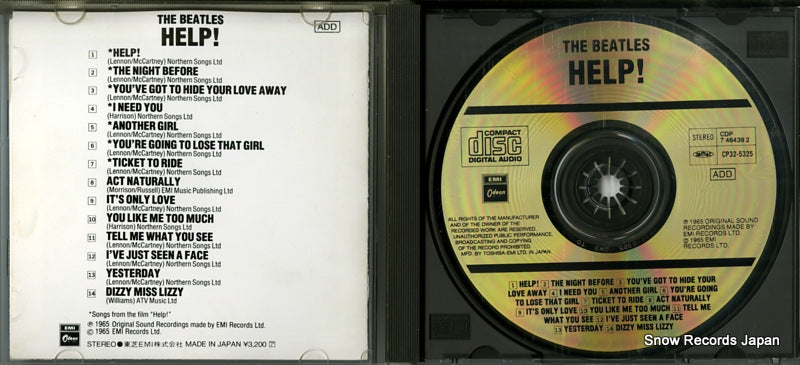 THE BEATLES
HELP!
ADD
1 *HELP!
(Lennon/McCartney) Northern Songs Ltd
2 *THE NIGHT BEFORE
(Lennon/McCartney) Northern Songs Ltd
3 *YOU'VE GOT TO HIDE YOUR LOVE AWAY
(Lennon/McCartney) Northern Songs Ltd
4 *I NEED YOU
(Harrison) Northern Songs Ltd
5 *ANOTHER GIRL
(Lennon/McCartney) Northern Songs Ltd
6 *YOU'RE GOING TO LOSE THAT GIRL
(Lennon/McCartney) Northern Songs Ltd
7 *TICKET TO RIDE
(Lennon/McCartney) Northern Songs Ltd
8 ACT NATURALLY
(Morrison/Russell) EMI Music Publishing Ltd
9 IT'S ONLY LOVE
(Lennon/McCartney) Northern Songs Ltd
10 YOU LIKE ME TOO MUCH
(Harrison) Northern Songs Ltd
11 TELL ME WHAT YOU SEE
(Lennon/McCartney) Northern Songs Ltd
12 I'VE JUST SEEN A FACE
(Lennon/McCartney) Northern Songs Ltd
13 YESTERDAY
(Lennon/McCartney) Northern Songs Ltd
14 DIZZY MISS LIZZY
(Williams) ATV Music Ltd
*Songs from the film "Help!"
EMI
Odeon
℗ 1965 Original Sound Recordings made by EMI Records Ltd.
© 1965 EMI Records Ltd.
STEREO ● 東芝EMI株式会社 MADE IN JAPAN ¥3,200
THE BEATLES
HELP!
COMPACT
disc
DIGITAL AUDIO
STEREO
CDP
7 46439 2
CP32-5325
ADD
EMI
Odeon
ALL RIGHTS OF THE MANUFACTURER
AND OF THE OWNER OF THE
RECORDED WORK ARE RESERVED.
UNAUTHORIZED PUBLIC PERFORMANCE,
BROADCASTING AND COPYING
OF THE RECORD PROHIBITED.
MFD. BY TOSHIBA-EMI LTD. IN JAPAN.
℗ 1965 ORIGINAL SOUND
RECORDINGS MADE BY
EMI RECORDS LTD.
© 1965 EMI
RECORDS LTD.
1 HELP! 2 THE NIGHT BEFORE 3 YOU'VE GOT TO HIDE YOUR
LOVE AWAY 4 I NEED YOU 5 ANOTHER GIRL 6 YOU'RE GOING
TO LOSE THAT GIRL 7 TICKET TO RIDE 8 ACT NATURALLY
9 IT'S ONLY LOVE 10 YOU LIKE ME TOO MUCH 11 TELL ME
WHAT YOU SEE 12 I'VE JUST SEEN A FACE
13 YESTERDAY 14 DIZZY MISS LIZZY
Snow Records Japan